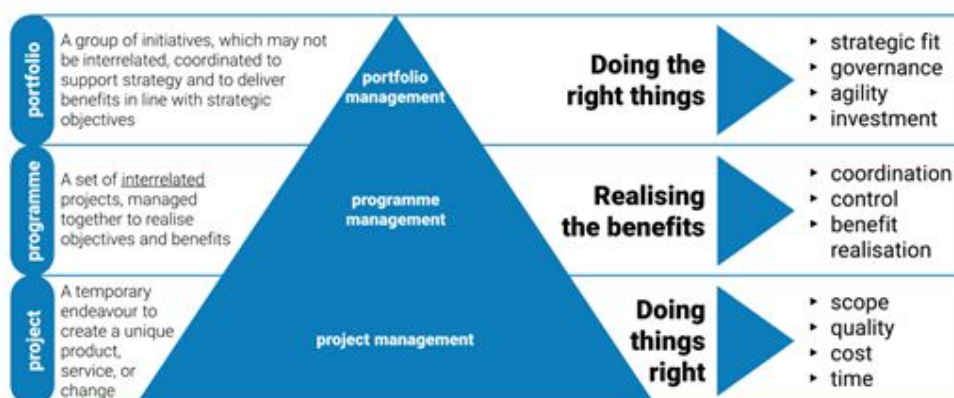 portfolio
A group of initiatives, which may not
be interrelated, coordinated to
support strategy and to deliver
benefits in line with strategic
objectives
portfolio
management
Doing the
right things
‣ strategic fit
‣ governance
‣ agility
‣ investment
programme
A set of interrelated
projects, managed
together to realise
objectives and benefits
programme
management
Realising
the benefits
‣ coordination
‣ control
‣ benefit
realisation
project
A temporary
endeavour to
create a unique
product,
service, or
change
project management
Doing
things
right
‣ scope
‣ quality
‣ cost
‣ time